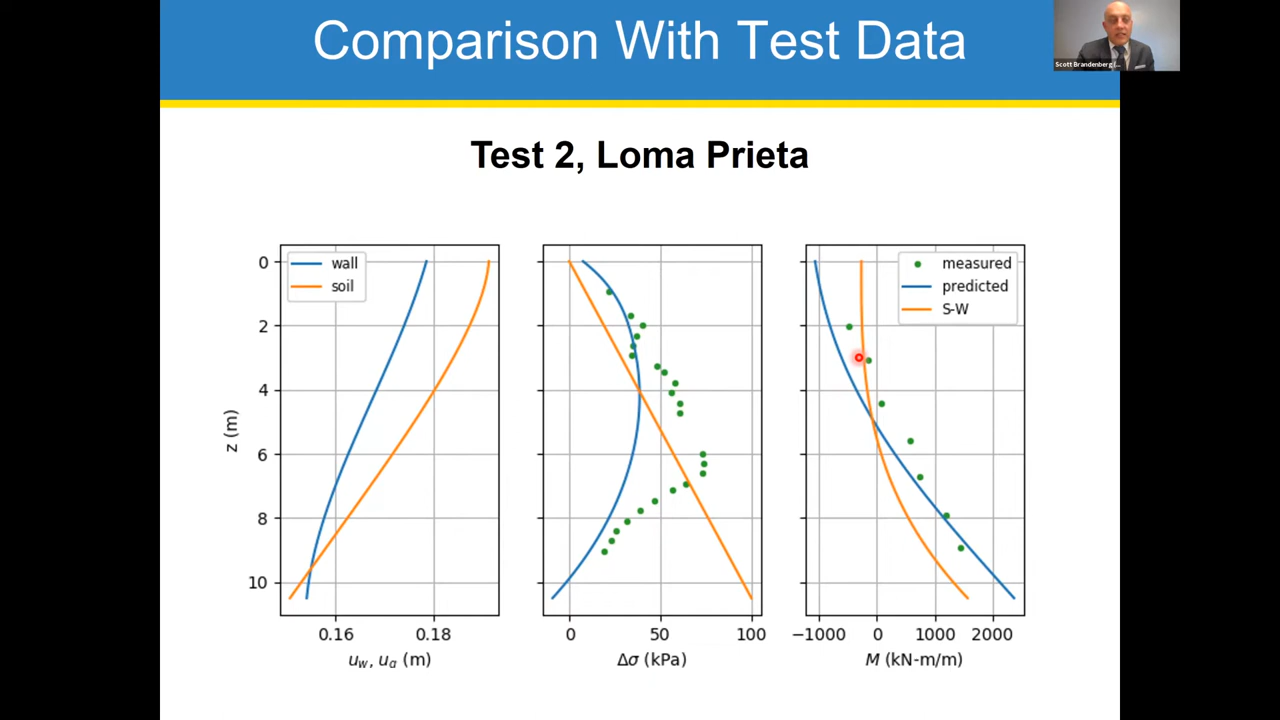 Comparison With Test Data
Scott Brandenberg (...
Test 2, Loma Prieta
wall
soil
measured
predicted
S-W
0
2
4
6
8
10
z (m)
0.16
0.18
u_w, u_a (m)
0
50
100
Δσ (kPa)
−1000
0
1000
2000
M (kN-m/m)